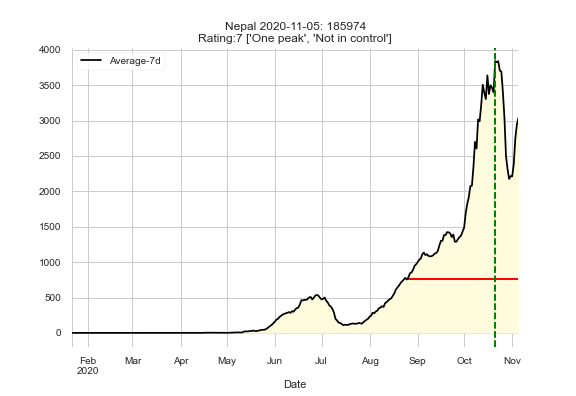 Nepal 2020-11-05: 185974
Rating:7 ['One peak', 'Not in control']
Average-7d
4000
3500
3000
2500
2000
1500
1000
500
0
Feb Mar Apr May Jun Jul Aug Sep Oct Nov
2020
Date